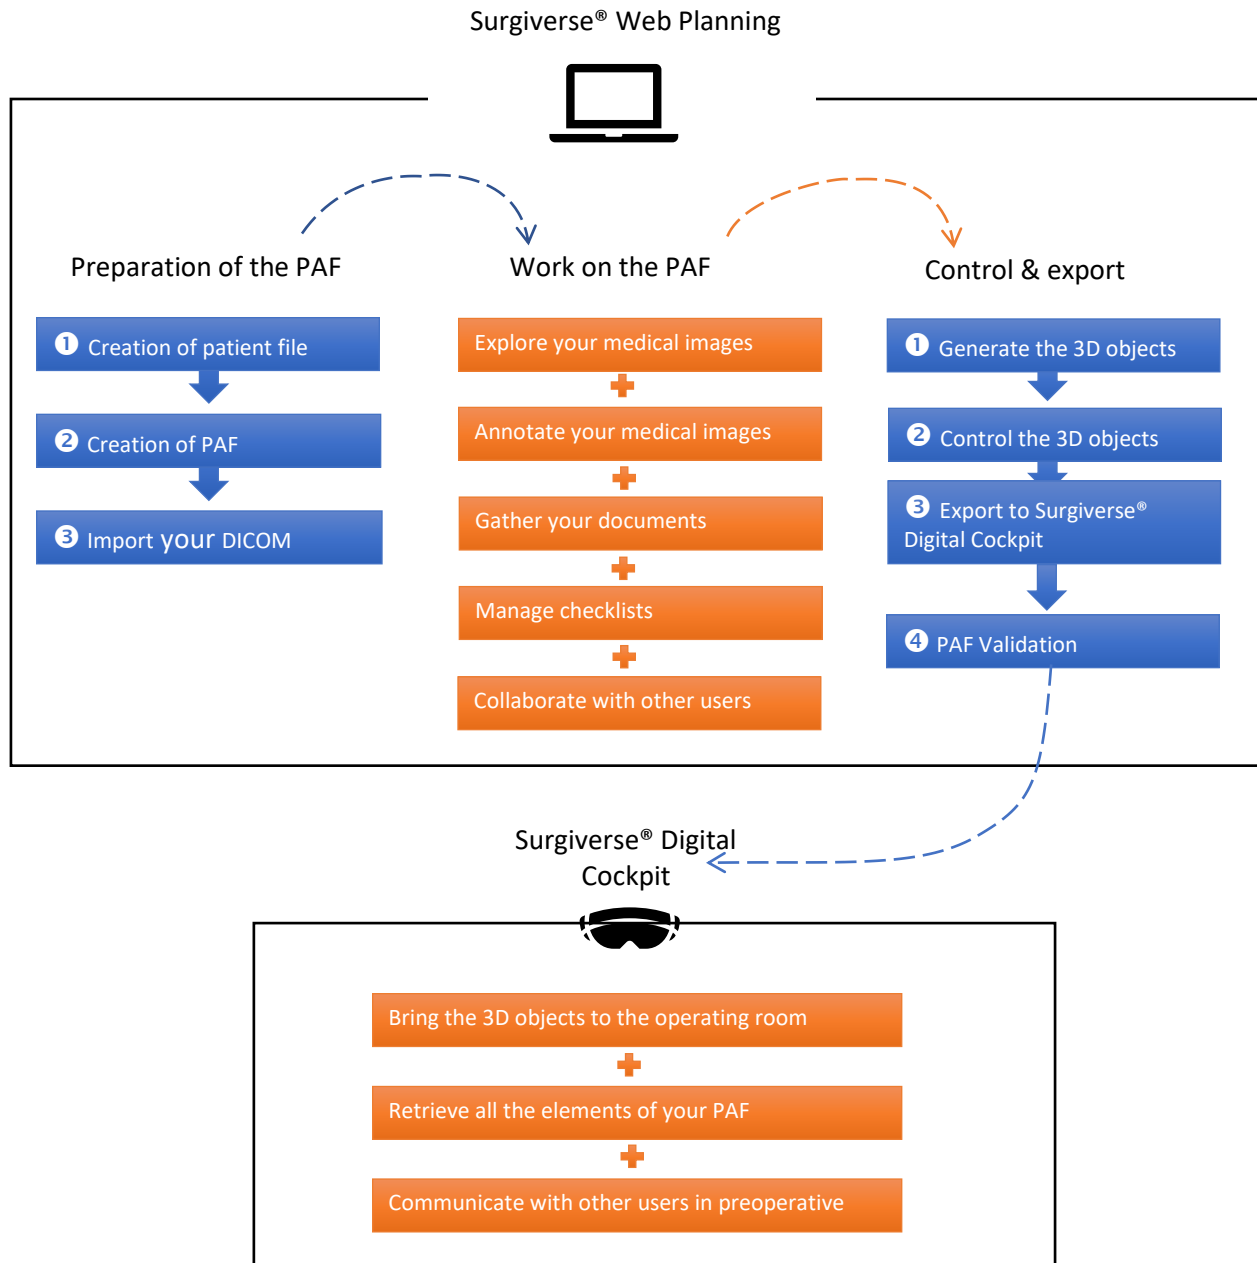 Surgiverse® Web Planning
Preparation of the PAF
❶ Creation of patient file
❷ Creation of PAF
❸ Import your DICOM
Work on the PAF
Explore your medical images
Annotate your medical images
Gather your documents
Manage checklists
Collaborate with other users
Control & export
❶ Generate the 3D objects
❷ Control the 3D objects
❸ Export to Surgiverse®
Digital Cockpit
❹ PAF Validation
Surgiverse® Digital
Cockpit
Bring the 3D objects to the operating room
Retrieve all the elements of your PAF
Communicate with other users in preoperative